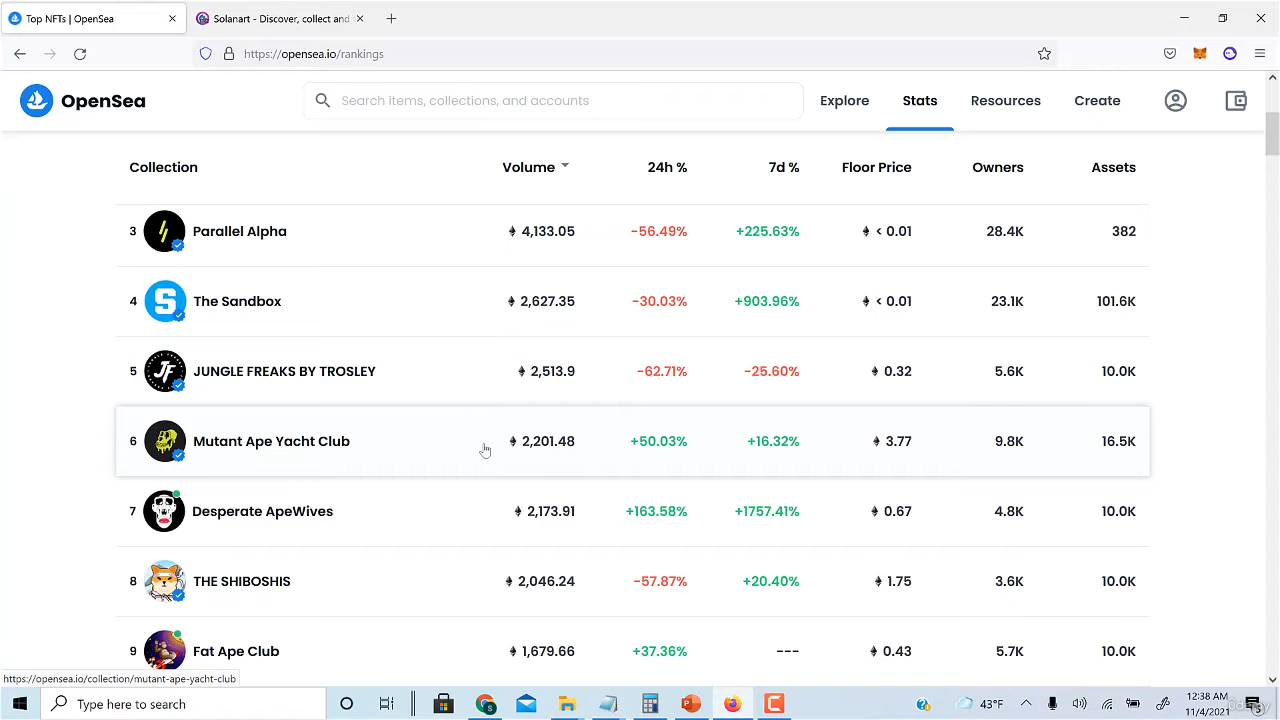 Top NFTs | OpenSea
Solanart - Discover, collect and
https://opensea.io/rankings
OpenSea
Search items, collections, and accounts
Explore
Stats
Resources
Create
Collection Volume 24h % 7d % Floor Price Owners Assets
3 Parallel Alpha 4,133.05 -56.49% +225.63% < 0.01 28.4K 382
4 The Sandbox 2,627.35 -30.03% +903.96% < 0.01 23.1K 101.6K
5 JUNGLE FREAKS BY TROSLEY 2,513.9 -62.71% -25.60% 0.32 5.6K 10.0K
6 Mutant Ape Yacht Club 2,201.48 +50.03% +16.32% 3.77 9.8K 16.5K
7 Desperate ApeWives 2,173.91 +163.58% +1757.41% 0.67 4.8K 10.0K
8 THE SHIBOSHIS 2,046.24 -57.87% +20.40% 1.75 3.6K 10.0K
9 Fat Ape Club 1,679.66 +37.36% --- 0.43 5.7K 10.0K
https://opensea.io/collection/mutant-ape-yacht-club
Type here to search
43°F
12:38 AM
11/4/2021